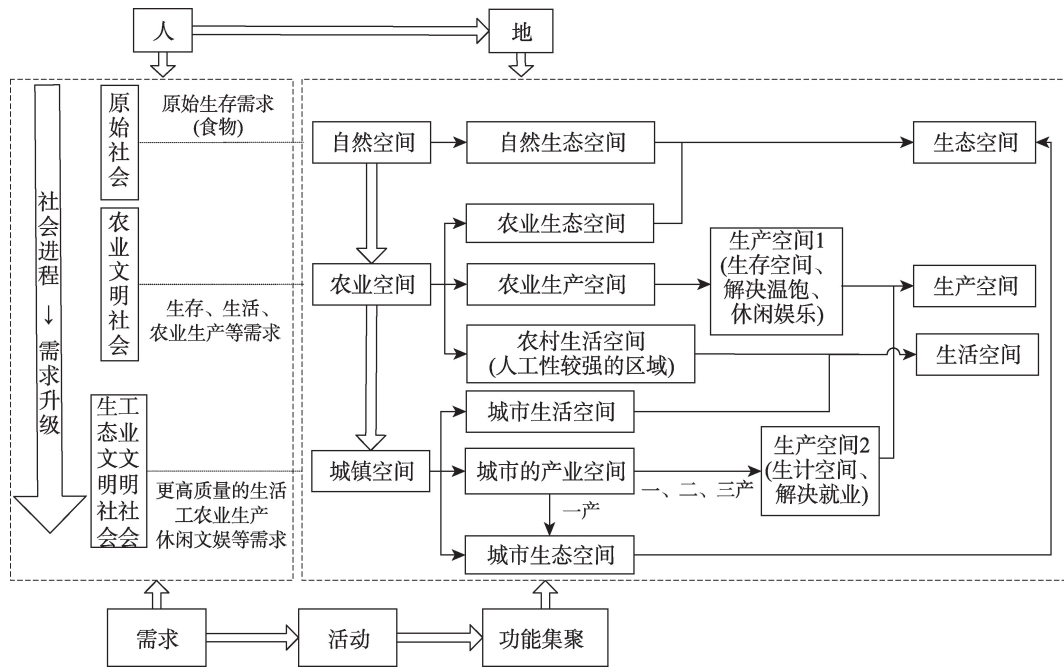 人
地
社会进程→需求升级
原始社会
原始生存需求
(食物)
农业文明社会
生存、生活、
农业生产等需求
工业文明社会
生态文明社会
更高质量的生活
工农业生产
休闲文娱等需求
自然空间
自然生态空间
生态空间
农业生态空间
农业空间
农业生产空间
生产空间1
(生存空间、
解决温饱、
休闲娱乐)
生产空间
农村生活空间
(人工性较强的区域)
生活空间
城市生活空间
城镇空间
城市的产业空间
一、二、三产
生产空间2
(生计空间、
解决就业)
一产
城市生态空间
需求
活动
功能集聚